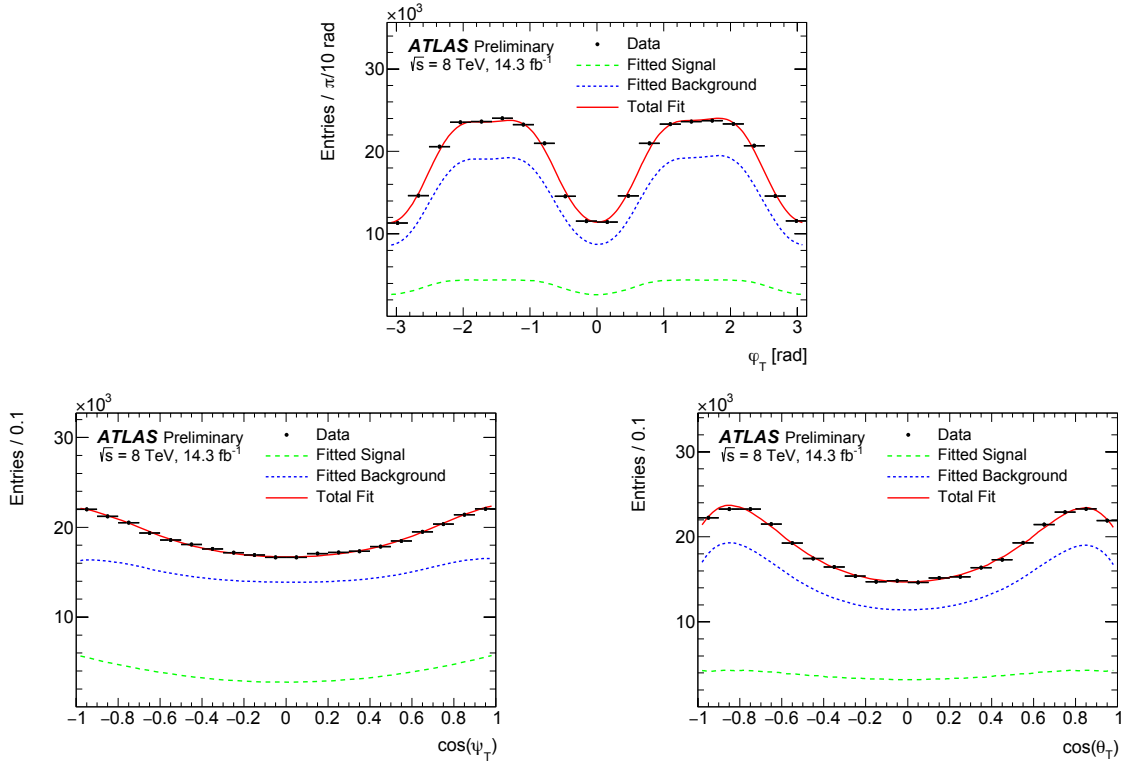 ×10³
Entries / π/10 rad
ATLAS Preliminary
√s = 8 TeV, 14.3 fb⁻¹
Data
Fitted Signal
Fitted Background
Total Fit
30
20
10
−3 −2 −1 0 1 2 3
φ_T [rad]
×10³
Entries / 0.1
ATLAS Preliminary
√s = 8 TeV, 14.3 fb⁻¹
Data
Fitted Signal
Fitted Background
Total Fit
30
20
10
−1 −0.8 −0.6 −0.4 −0.2 0 0.2 0.4 0.6 0.8 1
cos(ψ_T)
×10³
Entries / 0.1
ATLAS Preliminary
√s = 8 TeV, 14.3 fb⁻¹
Data
Fitted Signal
Fitted Background
Total Fit
30
20
10
−1 −0.8 −0.6 −0.4 −0.2 0 0.2 0.4 0.6 0.8 1
cos(θ_T)